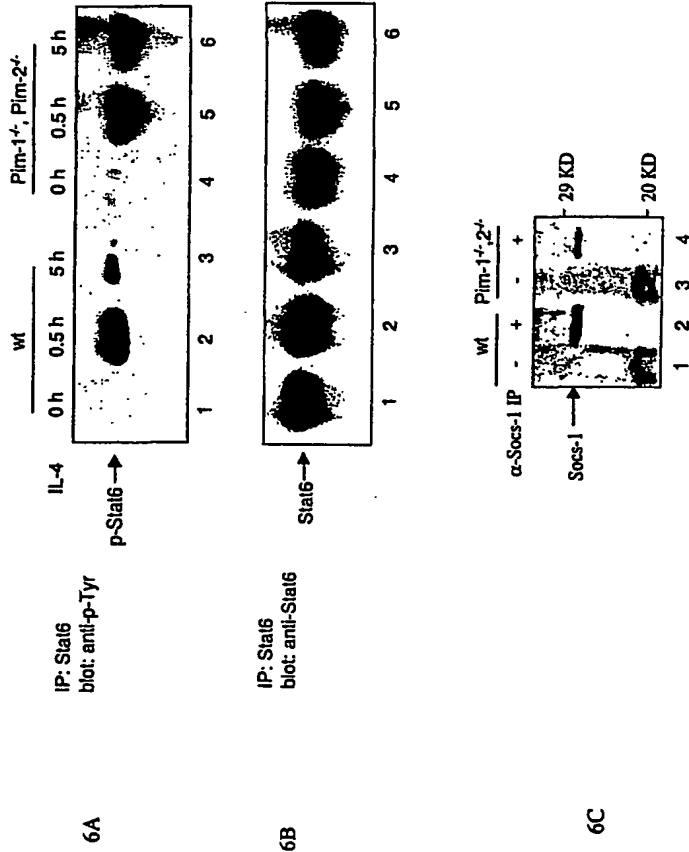 6A
IP: Stat6
blot: anti-p-Tyr
wt
Pim-1-/-, Pim-2-/-
IL-4 0 h 0.5 h 5 h 0 h 0.5 h 5 h
p-Stat6
1 2 3 4 5 6
6B
IP: Stat6
blot: anti-Stat6
Stat6
1 2 3 4 5 6
6C
wt
Pim-1-/-,2-/-
α-Socs-1 IP - + - +
Socs-1
29 KD
20 KD
1 2 3 4